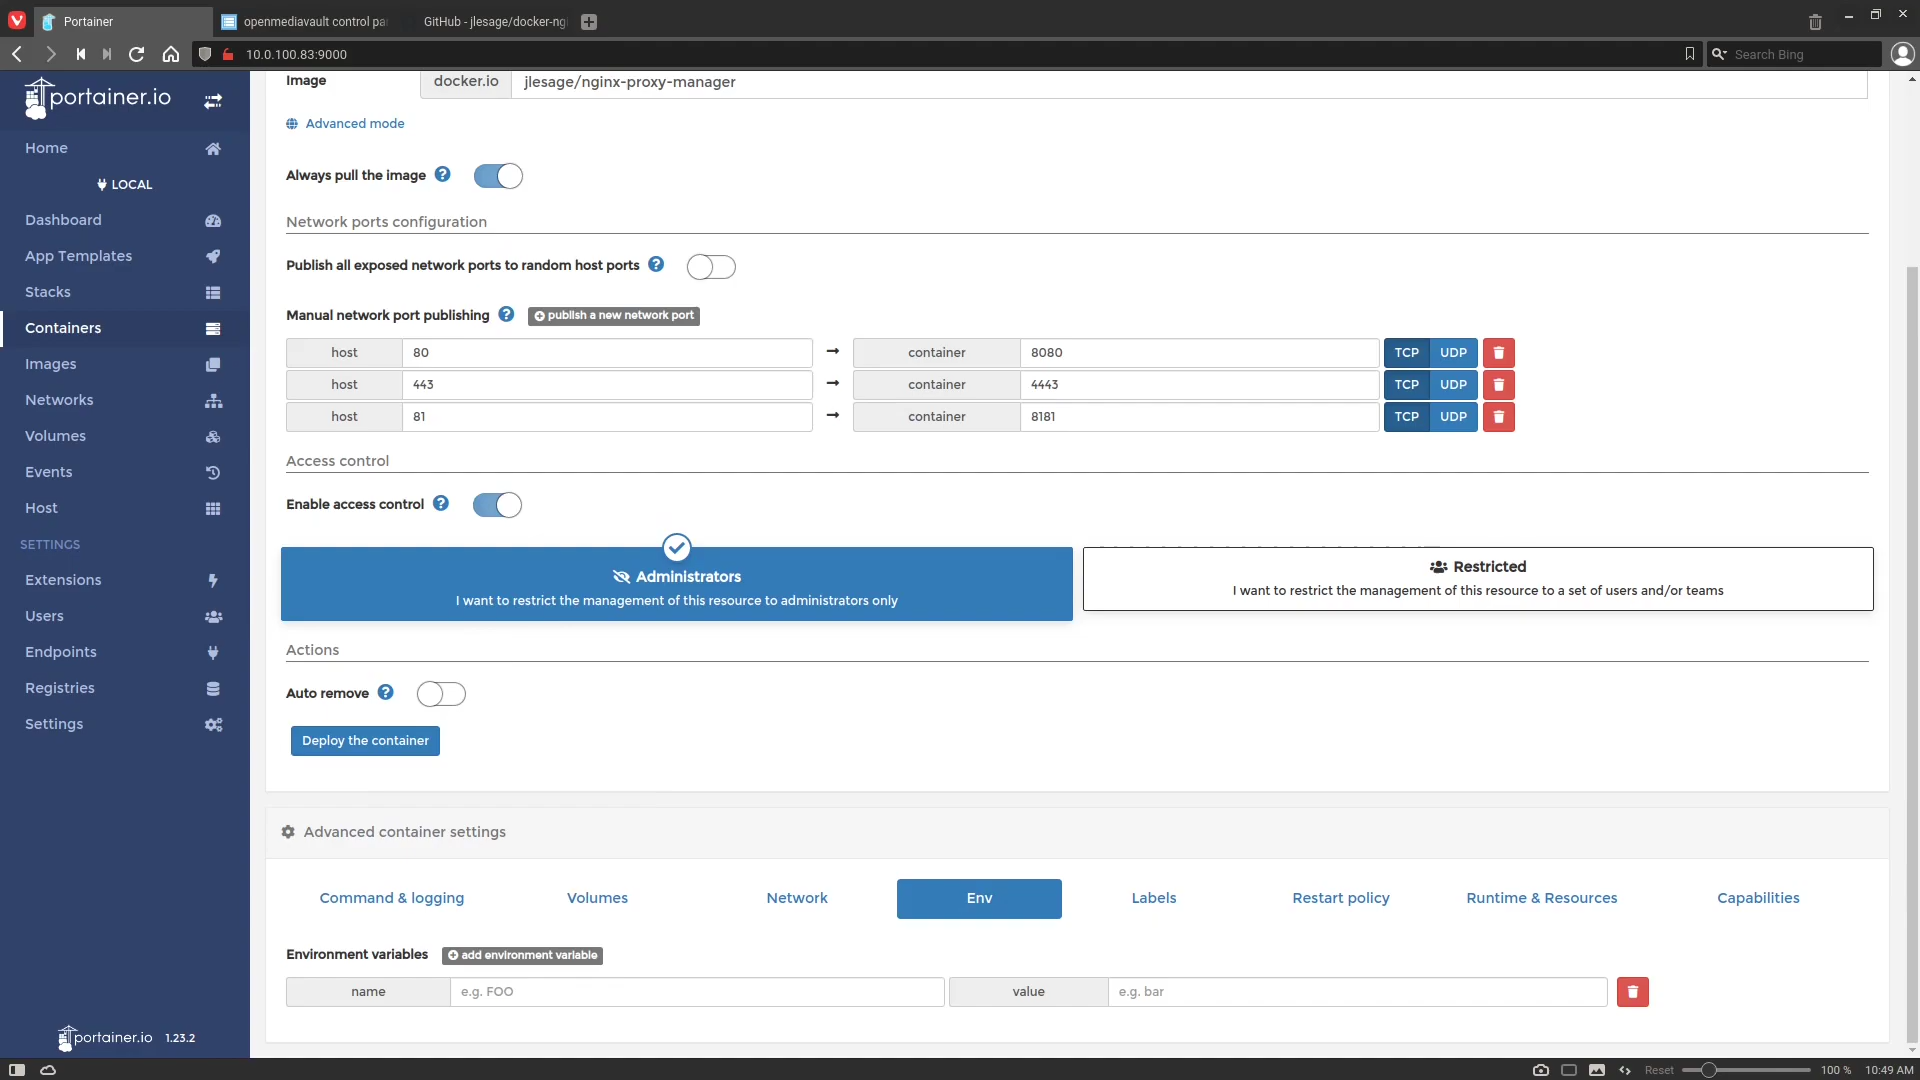 Portainer
openmediavault control pa
GitHub - jlesage/docker-ng
10.0.100.83:9000
Search Bing
portainer.io
Home
LOCAL
Dashboard
App Templates
Stacks
Containers
Images
Networks
Volumes
Events
Host
SETTINGS
Extensions
Users
Endpoints
Registries
Settings
portainer.io 1.23.2
Image docker.io jlesage/nginx-proxy-manager
Advanced mode
Always pull the image
Network ports configuration
Publish all exposed network ports to random host ports
Manual network port publishing publish a new network port
host 80 → container 8080 TCP UDP
host 443 → container 4443 TCP UDP
host 81 → container 8181 TCP UDP
Access control
Enable access control
Administrators
I want to restrict the management of this resource to administrators only
Restricted
I want to restrict the management of this resource to a set of users and/or teams
Actions
Auto remove
Deploy the container
Advanced container settings
Command & logging Volumes Network Env Labels Restart policy Runtime & Resources Capabilities
Environment variables add environment variable
name e.g. FOO value e.g. bar
Reset 100 % 10:49 AM